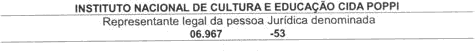 INSTITUTO NACIONAL DE CULTURA E EDUCAÇÃO CIDA POPPI
Representante legal da pessoa Jurídica denominada
06.967 -53